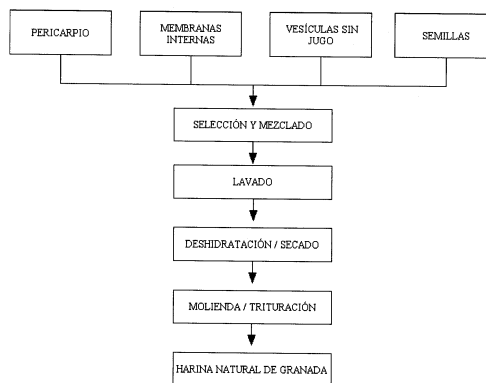 PERICARPIO
MEMBRANAS
INTERNAS
VESÍCULAS SIN
JUGO
SEMILLAS
SELECCIÓN Y MEZCLADO
LAVADO
DESHIDRATACIÓN / SECADO
MOLIENDA / TRITURACIÓN
HARINA NATURAL DE GRANADA